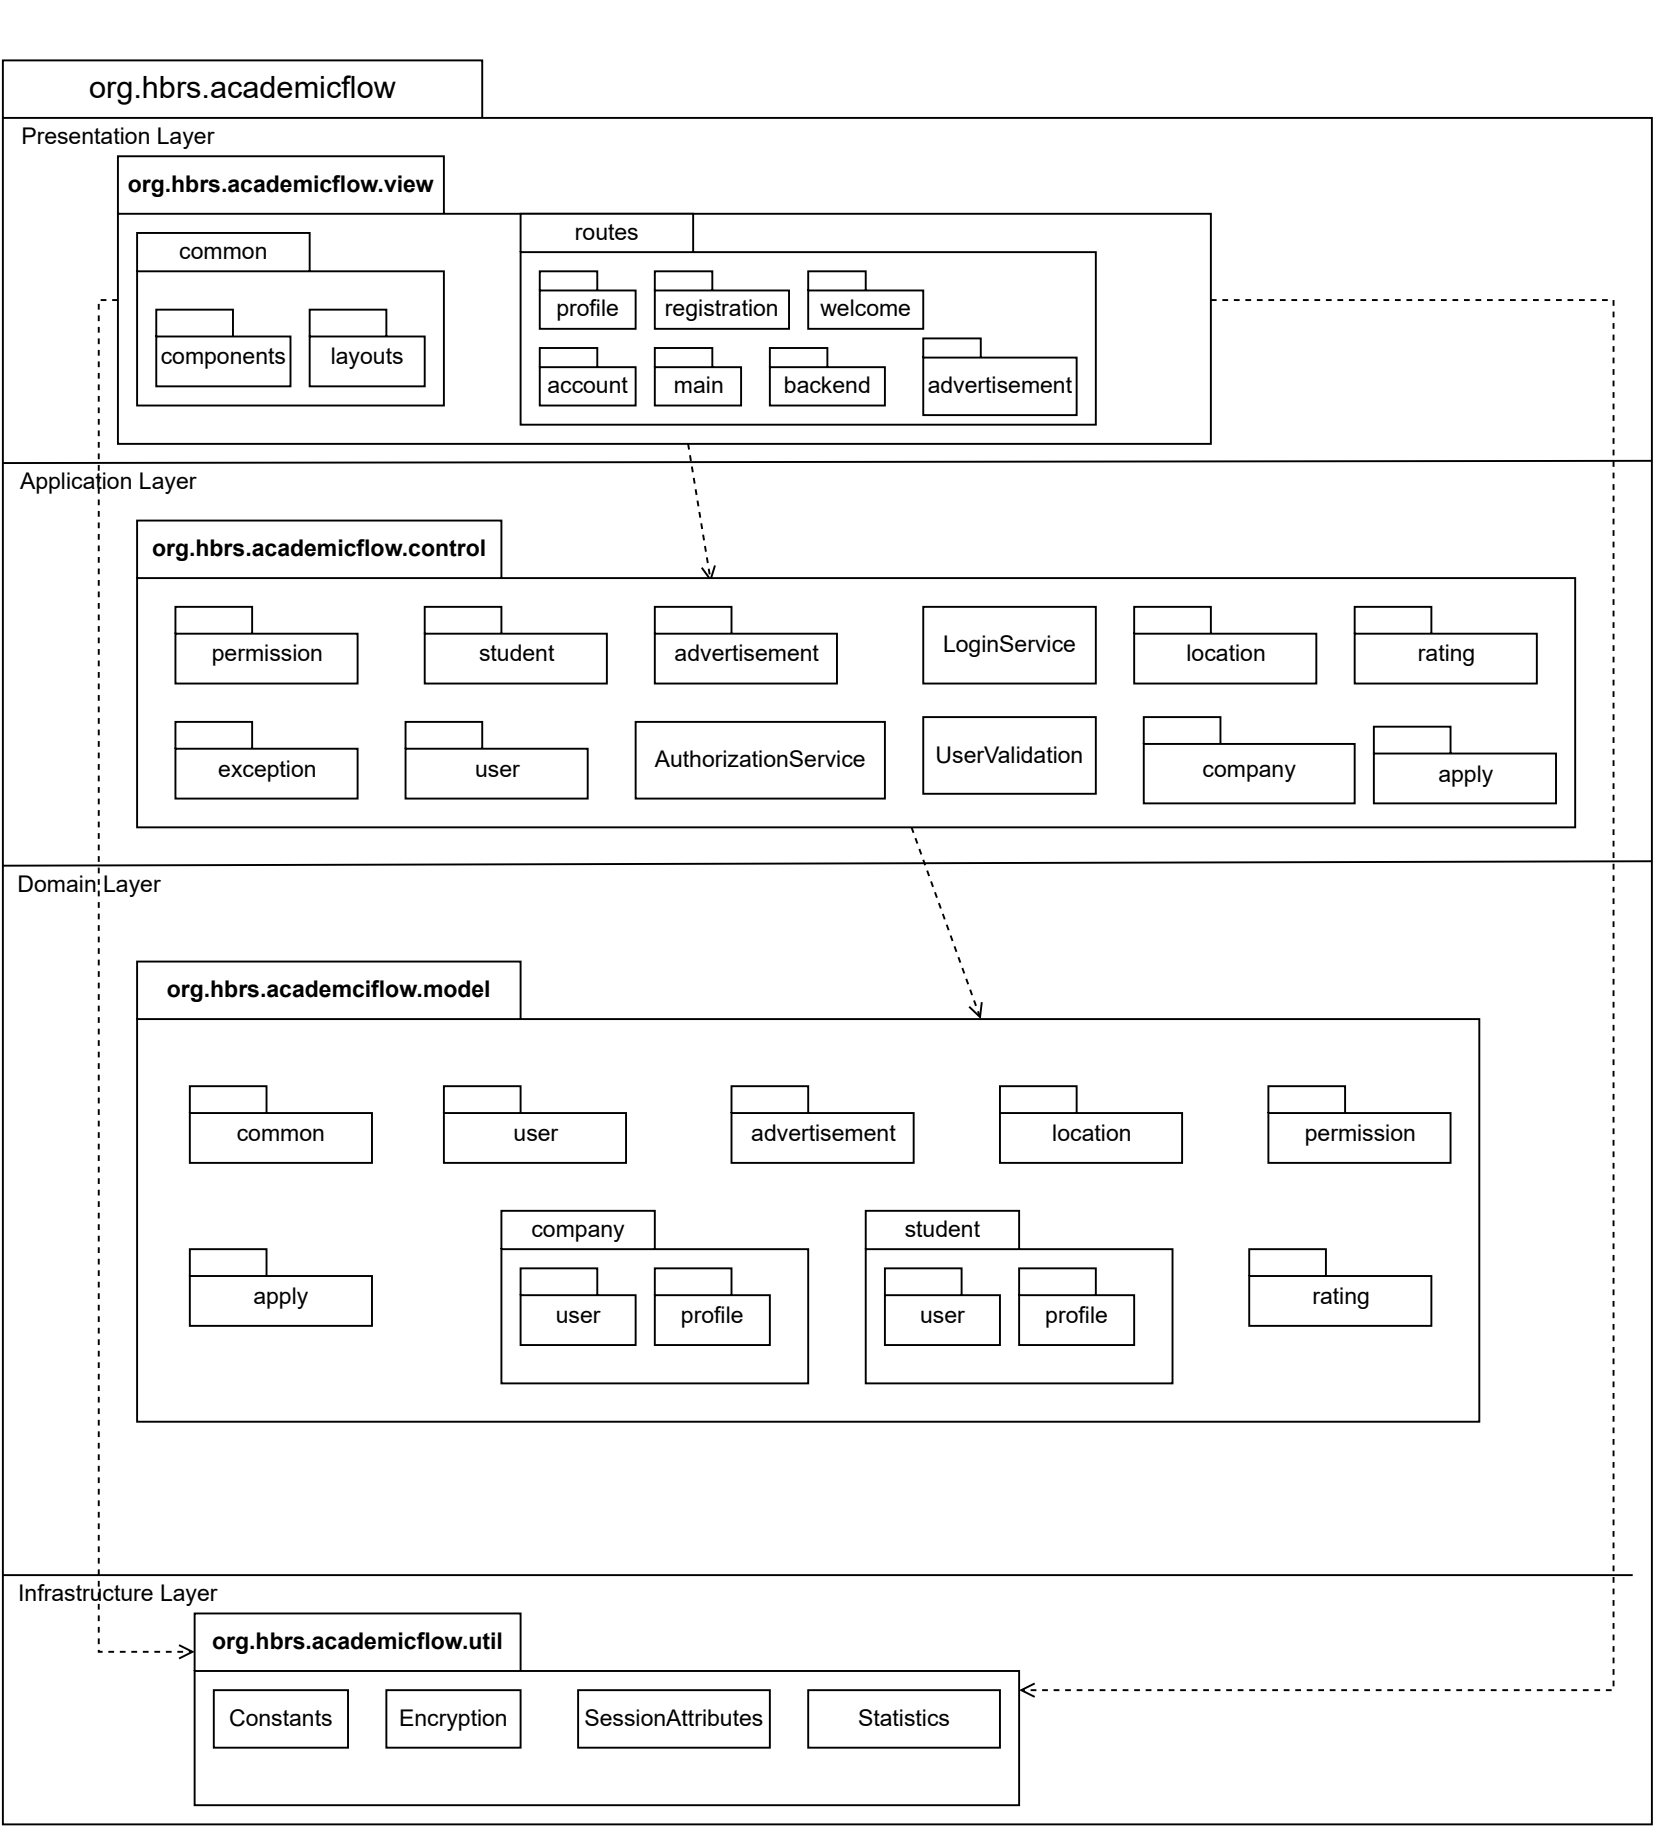 org.hbrs.academicflow
Presentation Layer
org.hbrs.academicflow.view
common
routes
profile
registration
welcome
components
layouts
account
main
backend
advertisement
Application Layer
org.hbrs.academicflow.control
permission
student
advertisement
LoginService
location
rating
exception
user
AuthorizationService
UserValidation
company
apply
Domain Layer
org.hbrs.academciflow.model
common
user
advertisement
location
permission
apply
company
user
profile
student
user
profile
rating
Infrastructure Layer
org.hbrs.academicflow.util
Constants
Encryption
SessionAttributes
Statistics